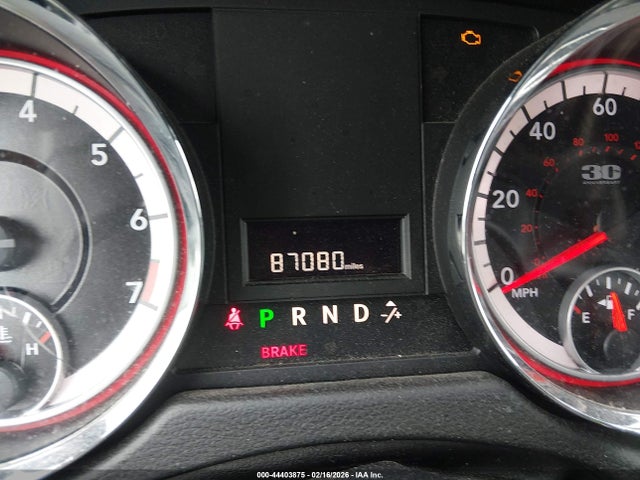 4
5
6
7
H
87080 miles
P R N D -/+
BRAKE
60
40
20
0
MPH
100
80
60
40
20
30
ANNIVERSARY
E F
000-44403875 - 02/16/2026 - IAA Inc.